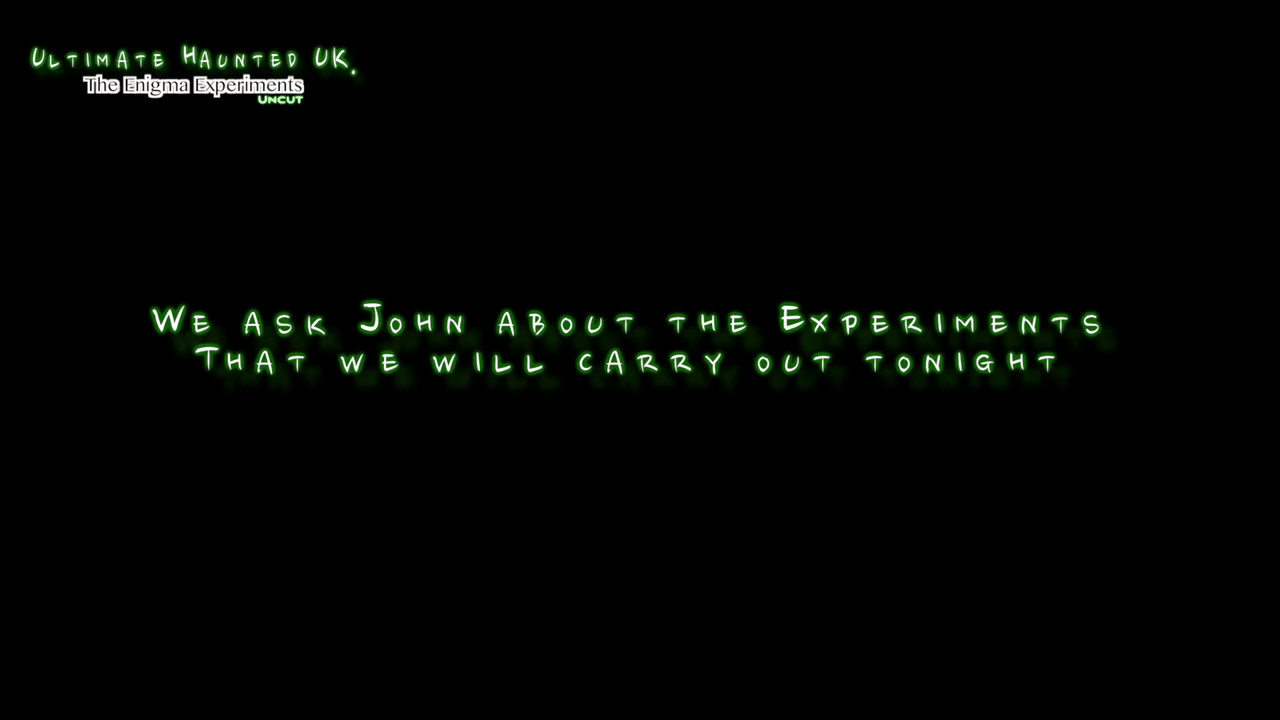 Ultimate Haunted UK.
The Enigma Experiments
UNCUT
We ask John About the Experiments
That we will carry out tonight